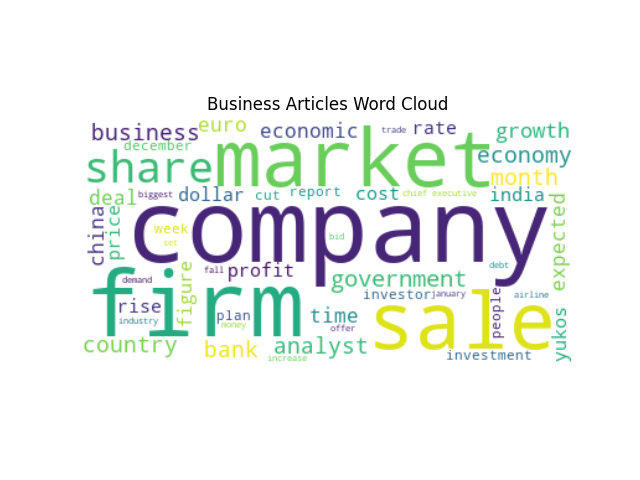 Business Articles Word Cloud
business
euro
economic
trade
rate
growth
december
share
market
economy
month
deal
biggest
dollar
cut
report
cost
chief executive
india
china
price
company
week
set
bid
expected
figure
fall
profit
debt
demand
firm
government
rise
investor
january
airline
industry
plan
money
time
offer
sale
people
yukos
country
bank
analyst
increase
investment